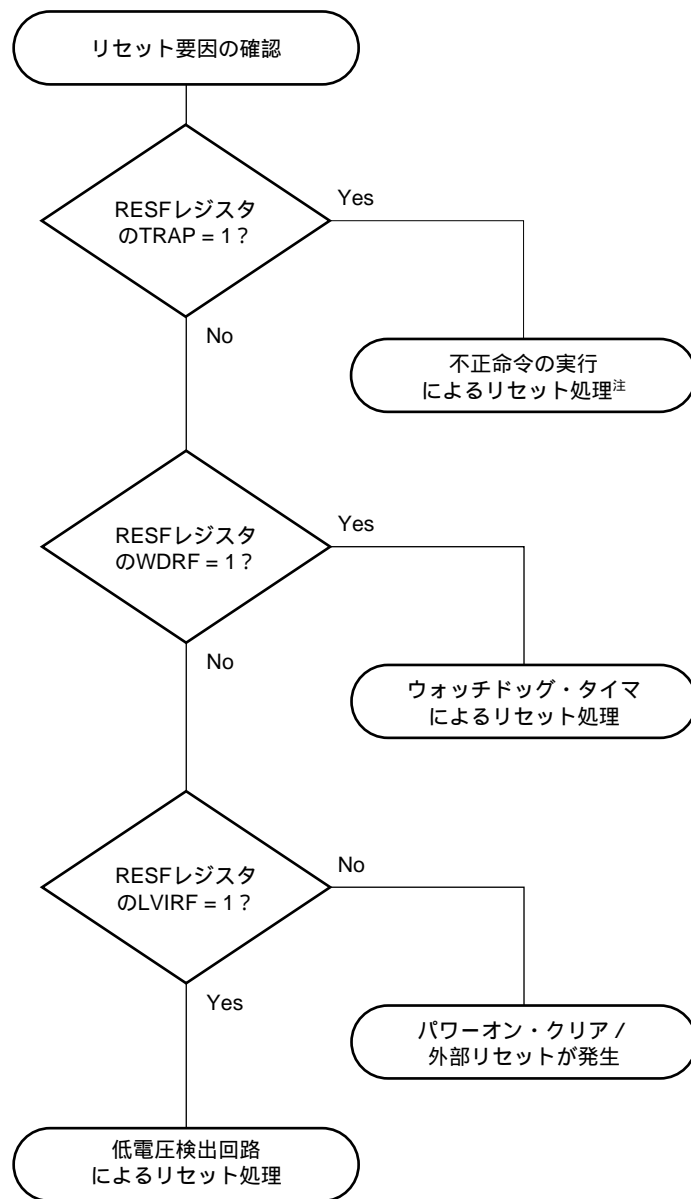 リセット要因の確認
RESFレジスタ
のTRAP = 1？
Yes
No
不正命令の実行
によるリセット処理注
RESFレジスタ
のWDRF = 1？
Yes
No
ウォッチドッグ・タイマ
によるリセット処理
RESFレジスタ
のLVIRF = 1？
No
Yes
パワーオン・クリア /
外部リセットが発生
低電圧検出回路
によるリセット処理